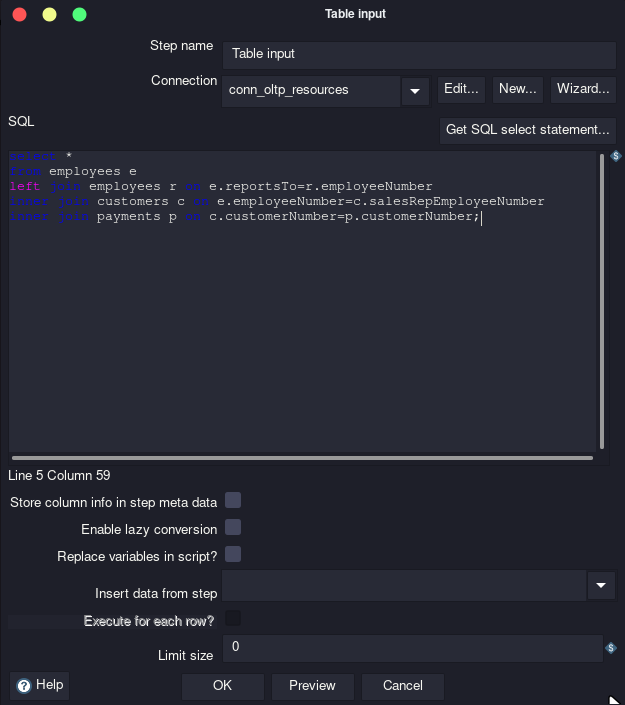 Table input
Step name Table input
Connection conn_oltp_resources Edit... New... Wizard...
SQL
Get SQL select statement...
select *
from employees e
left join employees r on e.reportsTo=r.employeeNumber
inner join customers c on e.employeeNumber=c.salesRepEmployeeNumber
inner join payments p on c.customerNumber=p.customerNumber;
Line 5 Column 59
Store column info in step meta data
Enable lazy conversion
Replace variables in script?
Insert data from step
Execute for each row?
Limit size 0
Help OK Preview Cancel